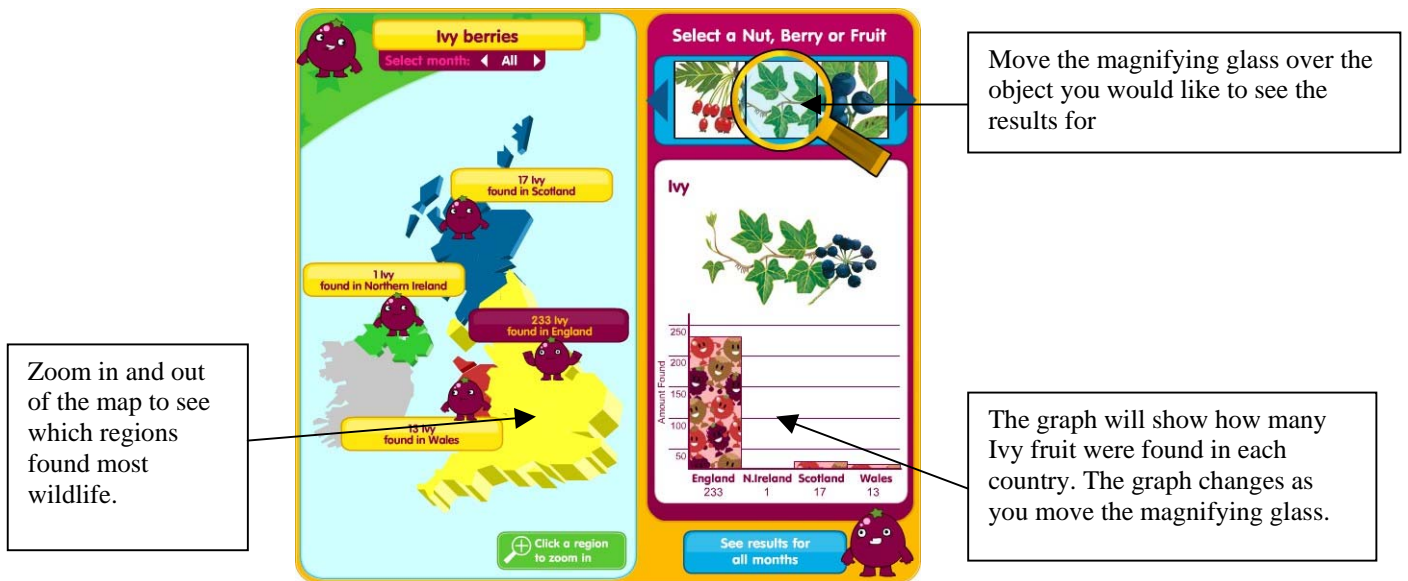 Ivy berries
Select month: All
17 Ivy
found in Scotland
1 Ivy
found in Northern Ireland
233 Ivy
found in England
13 Ivy
found in Wales
Click a region
to zoom in
Select a Nut, Berry or Fruit
Ivy
Amount Found
250
200
150
100
50
England N.Ireland Scotland Wales
233 1 17 13
See results for
all months
Zoom in and out
of the map to see
which regions
found most
wildlife.
Move the magnifying glass over the
object you would like to see the
results for
The graph will show how many
Ivy fruit were found in each
country. The graph changes as
you move the magnifying glass.